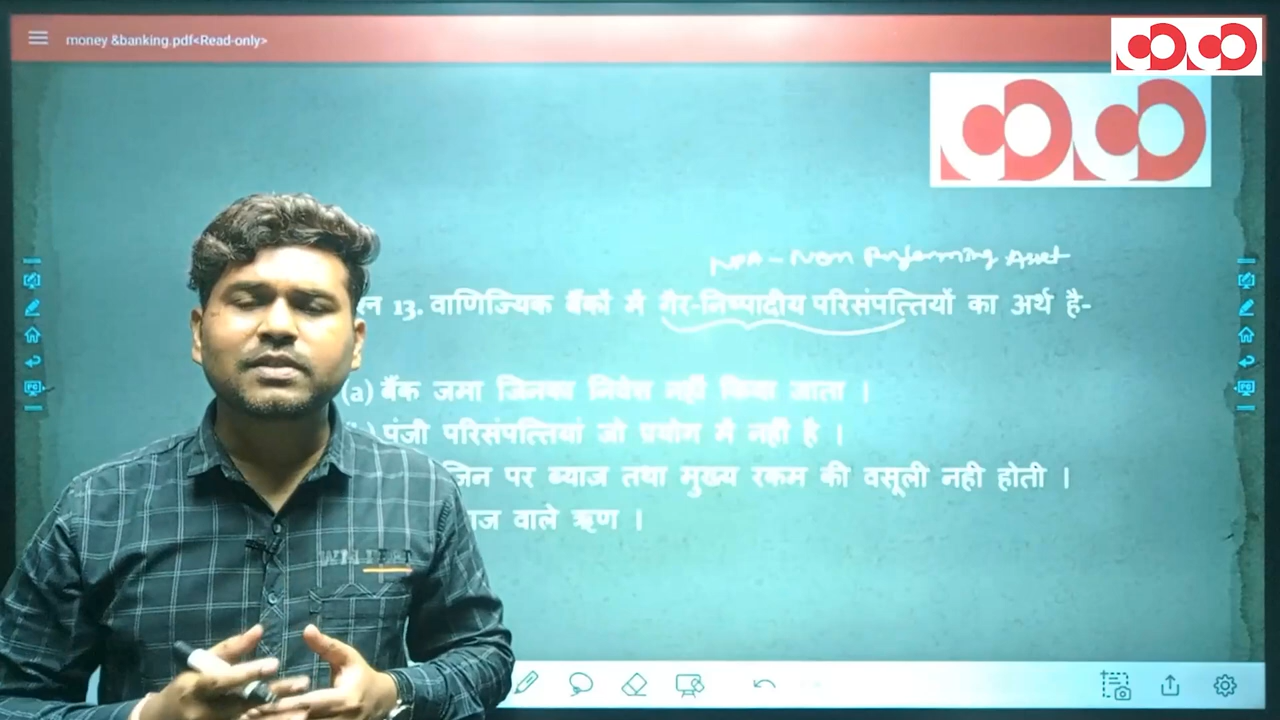 money &banking.pdf<Read-only>
NPA - Non Performing Asset
न 13. वाणिज्यिक बैंकों में गैर-निष्पादीय परिसंपत्तियों का अर्थ है-
(a) बैंक जमा जिनका निवेश नहीं किया जाता ।
) पूंजी परिसंपत्तियां जो प्रयोग में नहीं है ।
जिन पर ब्याज तथा मुख्य रकम की वसूली नही होती ।
ाज वाले ऋण ।